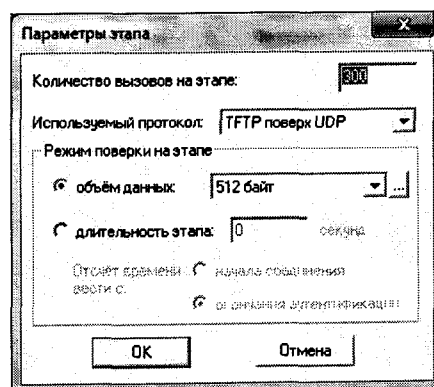 Параметры этапа
Количество вызовов на этапе: 300
Используемый протокол: TFTP поверх UDP
Режим поверки на этапе
объём данных: 512 байт ...
длительность этапа: 0 секунд
Отсчёт времени вести с:
начала соединения
окончания аутентификации
OK
Отмена